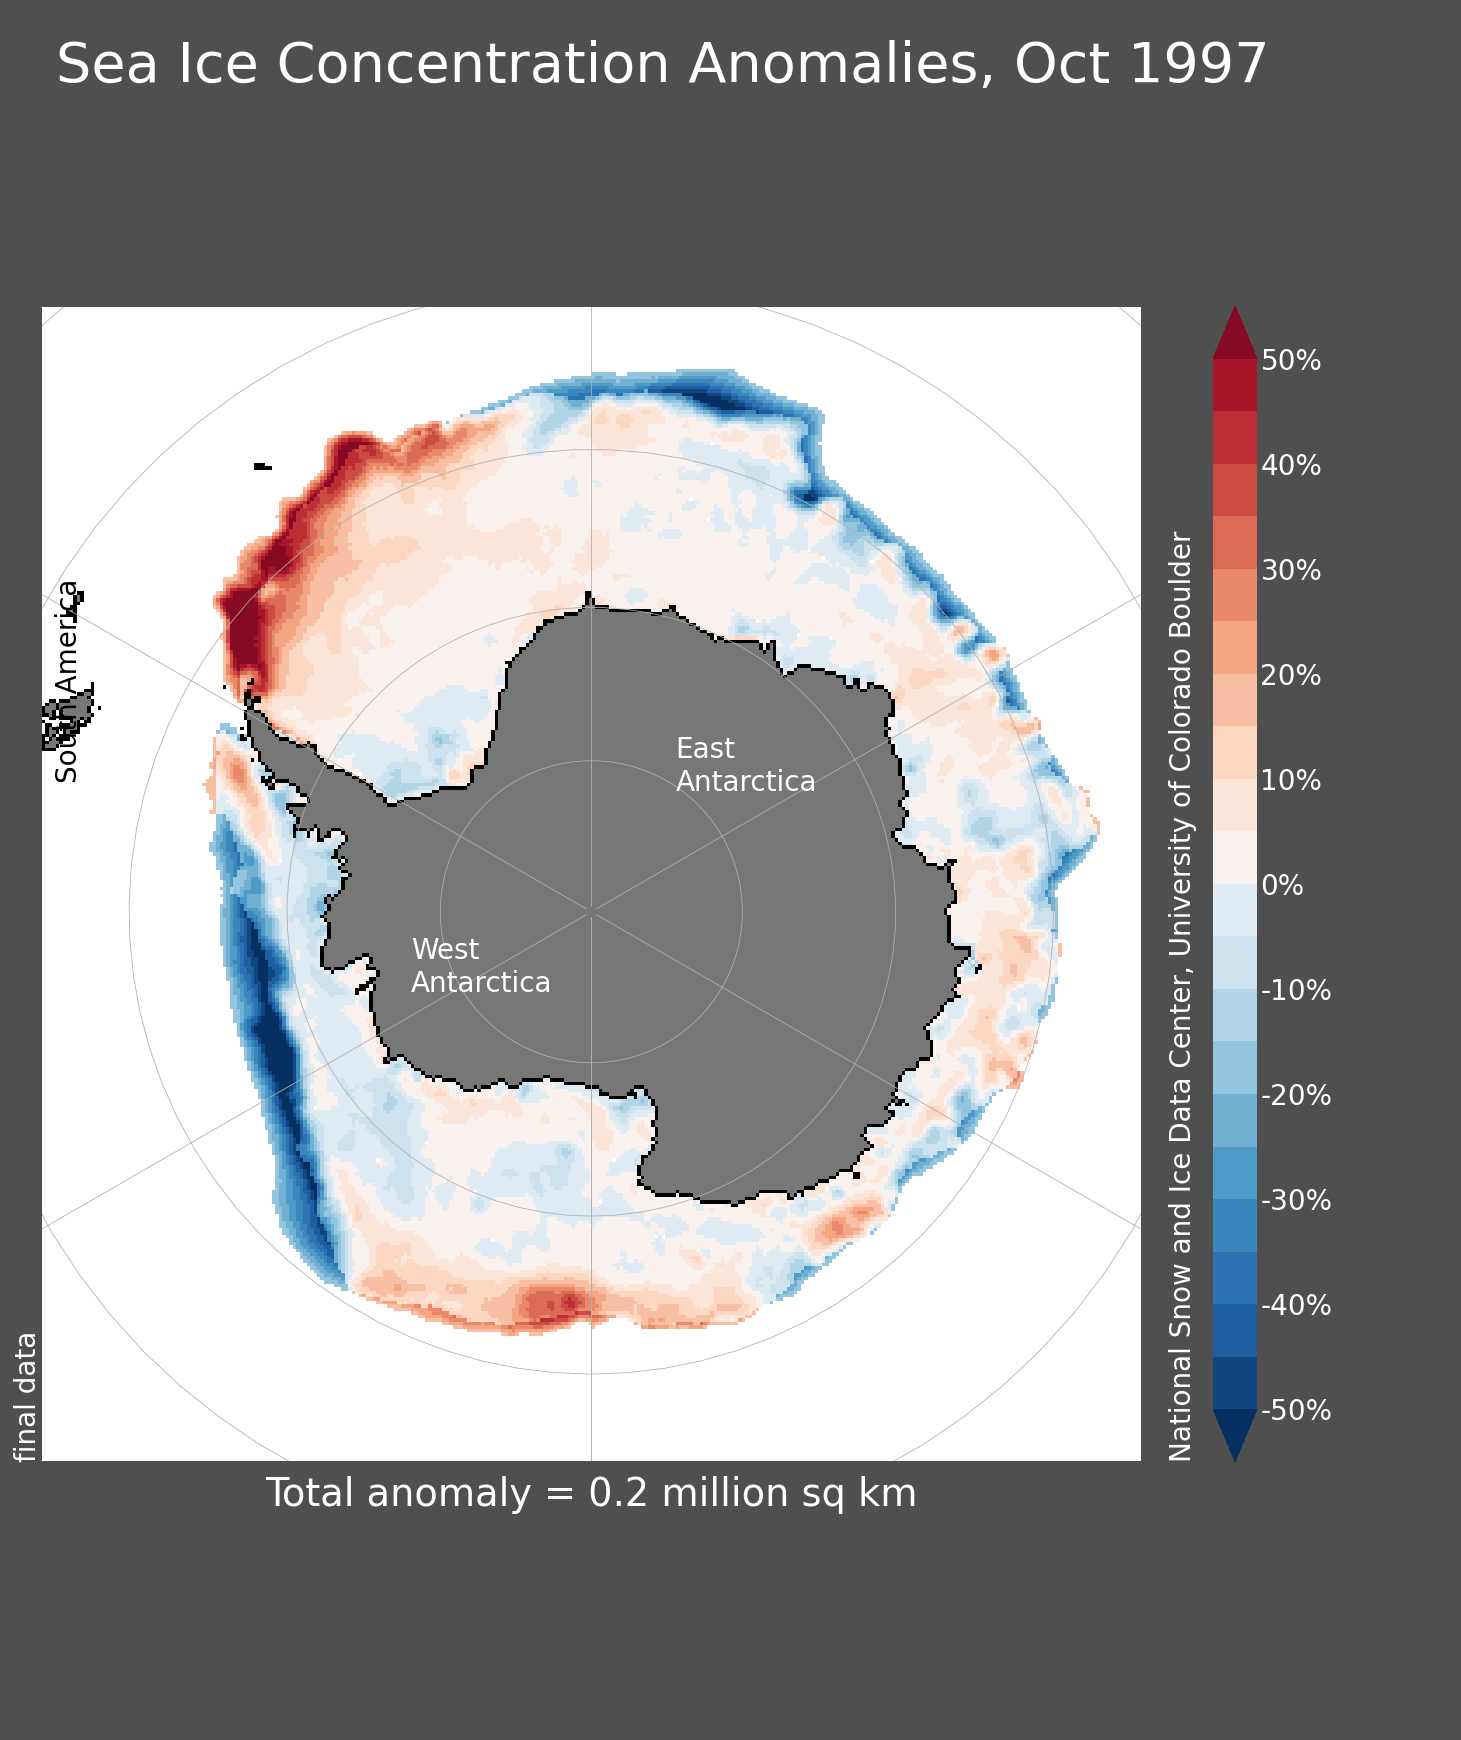 Sea Ice Concentration Anomalies, Oct 1997
South America
East
Antarctica
West
Antarctica
final data
National Snow and Ice Data Center, University of Colorado Boulder
50%
40%
30%
20%
10%
0%
-10%
-20%
-30%
-40%
-50%
Total anomaly = 0.2 million sq km